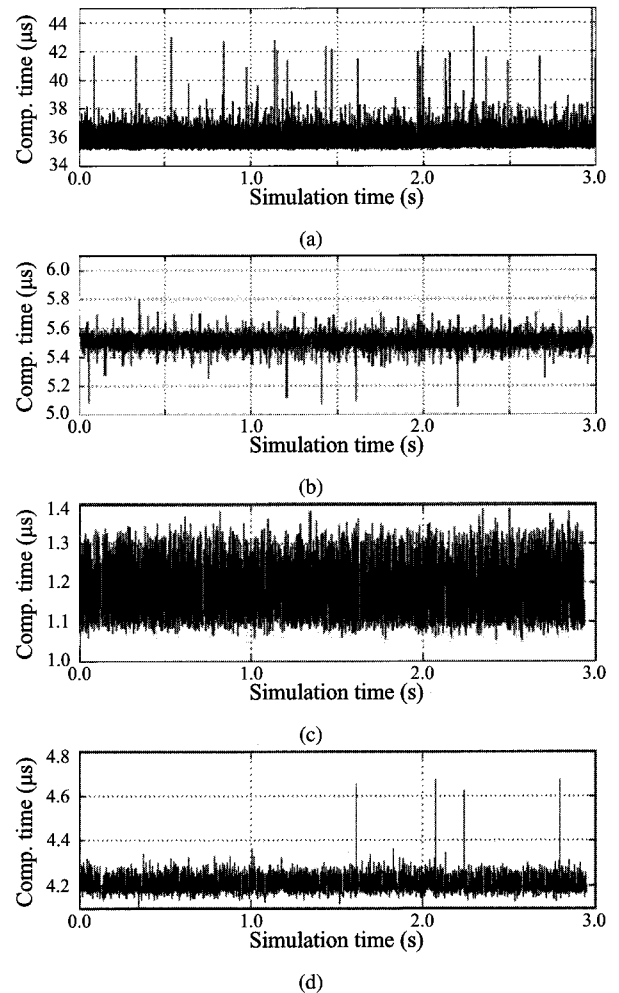 44
42
40
38
36
34
Comp. time (μs)
0.0 1.0 2.0 3.0
Simulation time (s)
(a)
6.0
5.8
5.6
5.4
5.2
5.0
Comp. time (μs)
0.0 1.0 2.0 3.0
Simulation time (s)
(b)
1.4
1.3
1.2
1.1
1.0
Comp. time (μs)
0.0 1.0 2.0 3.0
Simulation time (s)
(c)
4.8
4.6
4.4
4.2
Comp. time (μs)
0.0 1.0 2.0 3.0
Simulation time (s)
(d)